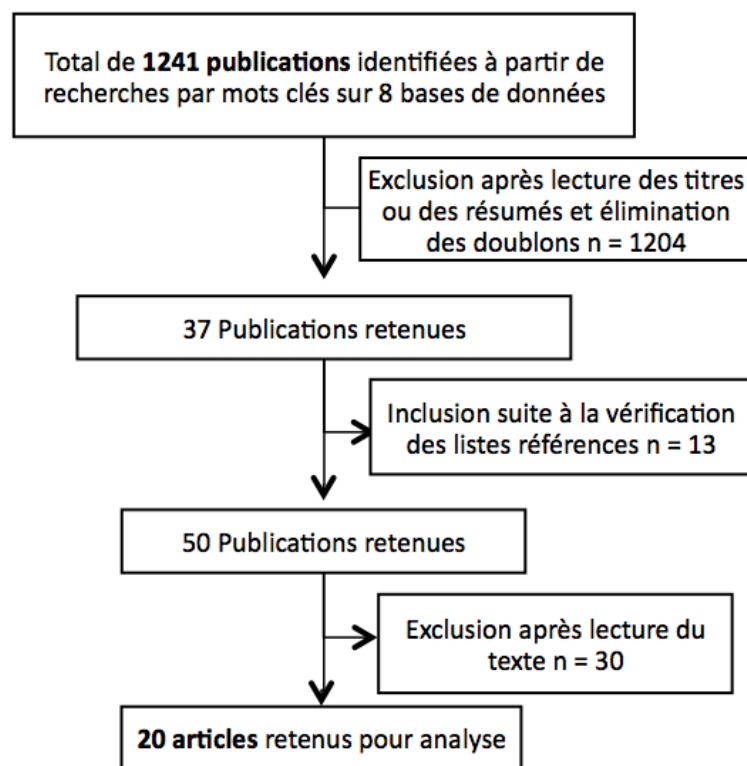 Total de 1241 publications identifiées à partir de
recherches par mots clés sur 8 bases de données
Exclusion après lecture des titres
ou des résumés et élimination
des doublons n = 1204
37 Publications retenues
Inclusion suite à la vérification
des listes références n = 13
50 Publications retenues
Exclusion après lecture du
texte n = 30
20 articles retenus pour analyse